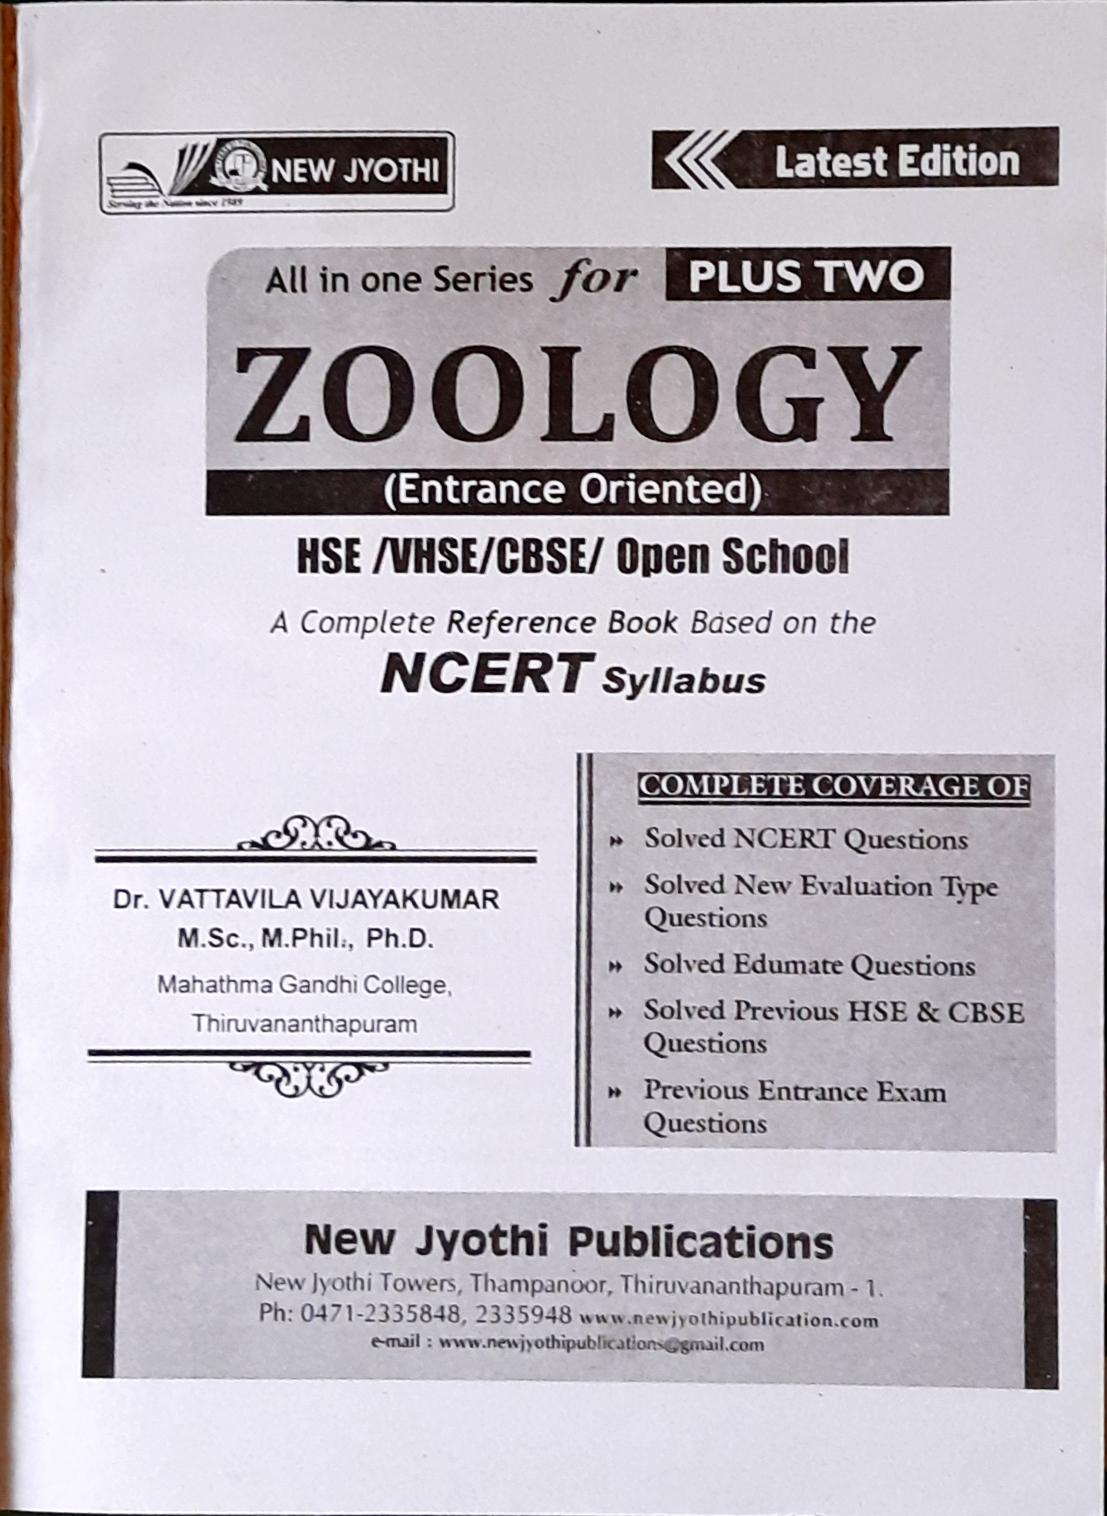 NEW JYOTHI
Serving the Nation since 1989
Latest Edition
All in one Series for PLUS TWO
ZOOLOGY
(Entrance Oriented)
HSE /VHSE/CBSE/ Open School
A Complete Reference Book Based on the
NCERT Syllabus
Dr. VATTAVILA VIJAYAKUMAR
M.Sc., M.Phil., Ph.D.
Mahathma Gandhi College,
Thiruvananthapuram
COMPLETE COVERAGE OF
Solved NCERT Questions
Solved New Evaluation Type
Questions
Solved Edumate Questions
Solved Previous HSE & CBSE
Questions
Previous Entrance Exam
Questions
New Jyothi Publications
New Jyothi Towers, Thampanoor, Thiruvananthapuram - 1.
Ph: 0471-2335848, 2335948 www.newjyothipublication.com
e-mail : www.newjyothipublications@gmail.com